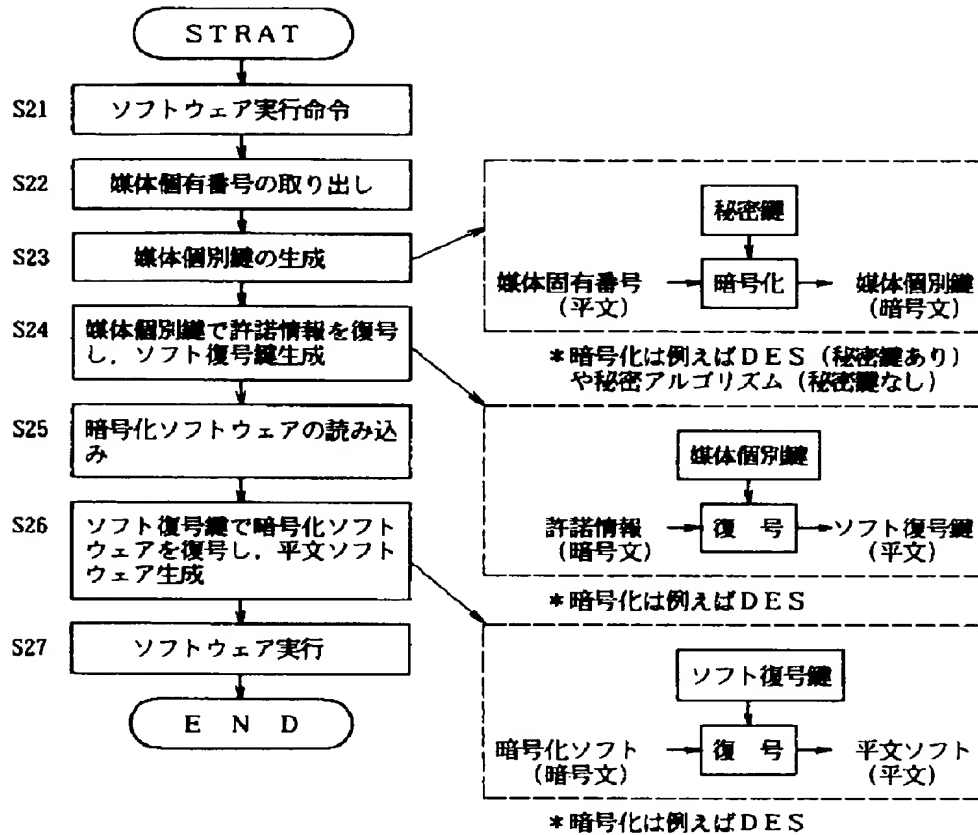 STRAT
S21
ソフトウェア実行命令
S22
媒体個有番号の取り出し
S23
媒体個別鍵の生成
S24
媒体個別鍵で許諾情報を復号
し，ソフト復号鍵生成
S25
暗号化ソフトウェアの読み込
み
S26
ソフト復号鍵で暗号化ソフト
ウェアを復号し，平文ソフト
ウェア生成
S27
ソフトウェア実行
END
秘密鍵
媒体固有番号
(平文)
暗号化
媒体個別鍵
(暗号文)
*暗号化は例えばDES(秘密鍵あり)
や秘密アルゴリズム(秘密鍵なし)
媒体個別鍵
許諾情報
(暗号文)
復 号
ソフト復号鍵
(平文)
*暗号化は例えばDES
ソフト復号鍵
暗号化ソフト
(暗号文)
復 号
平文ソフト
(平文)
*暗号化は例えばDES